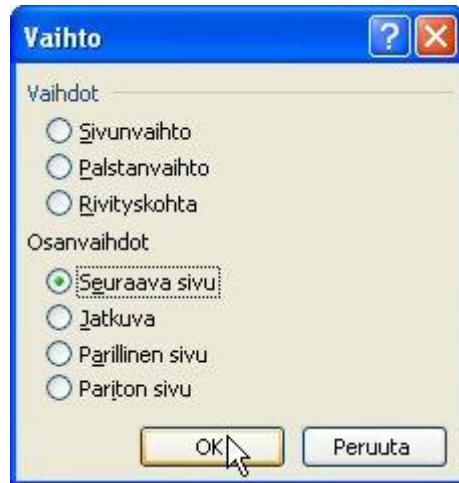 Vaihto
Vaihdot
Sivunvaihto
Palstanvaihto
Rivityskohta
Osanvaihdot
Seuraava sivu
Jatkuva
Parillinen sivu
Pariton sivu
OK Peruuta